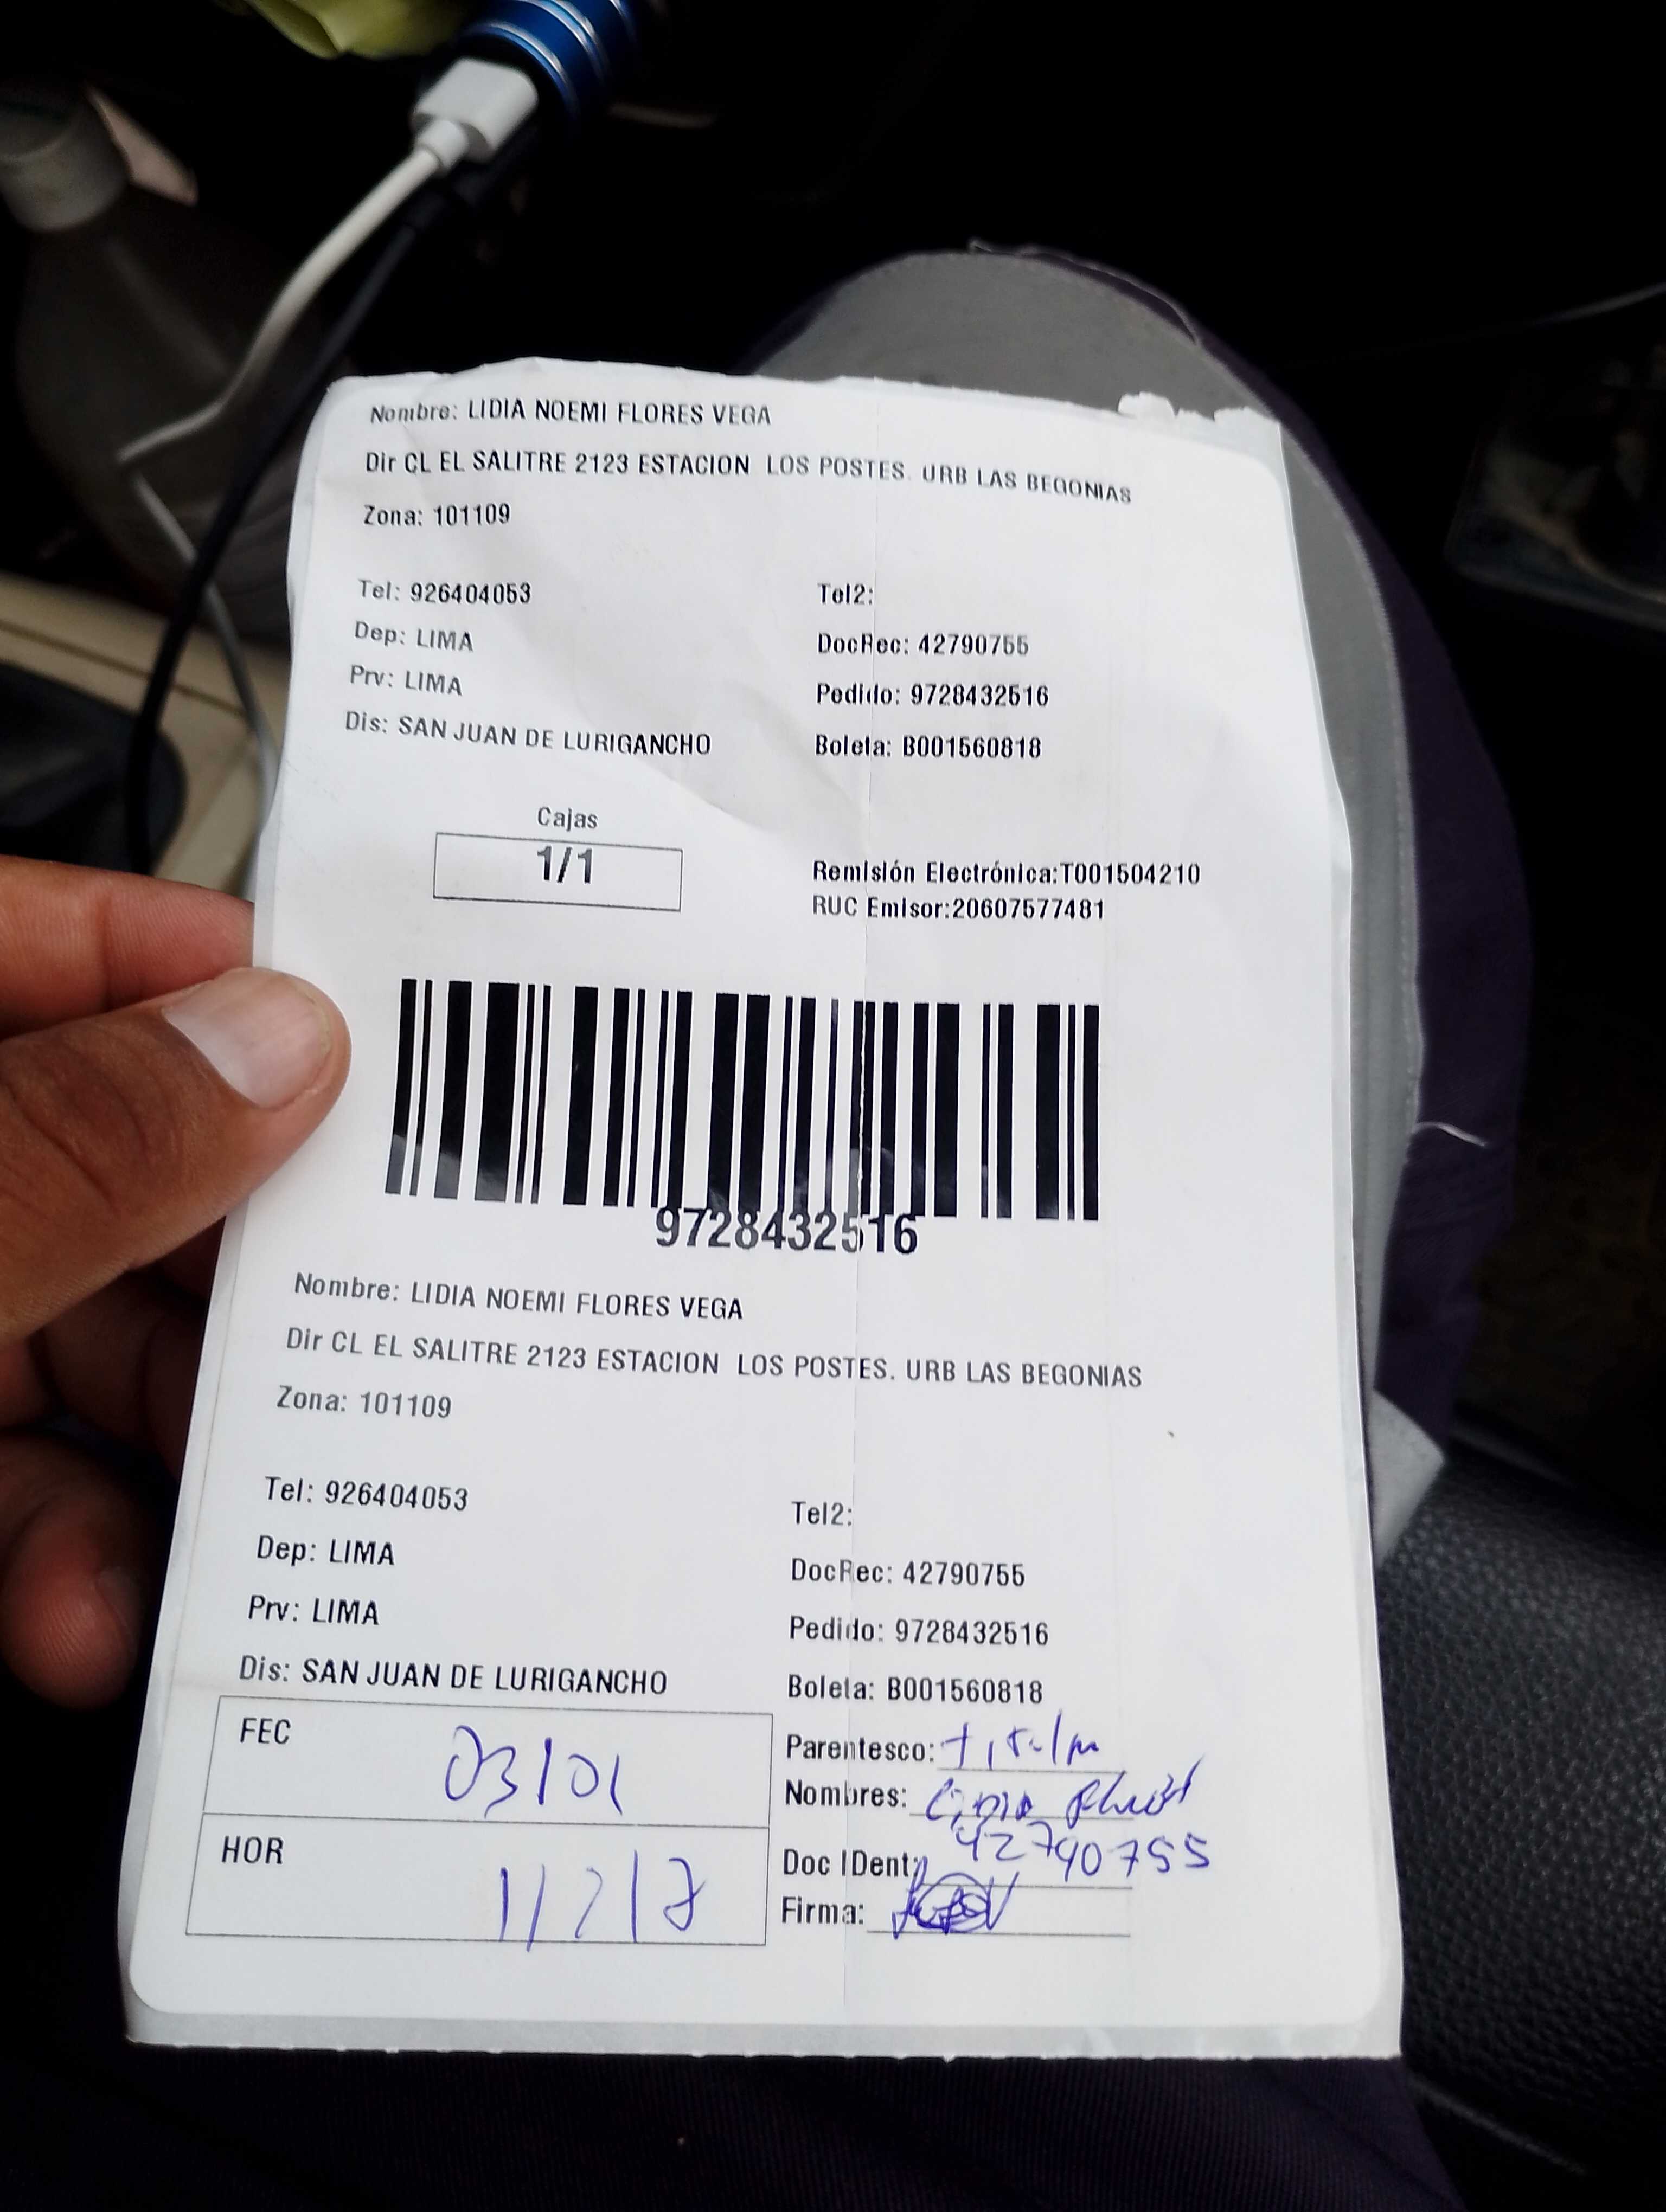 Nombre: LIDIA NOEMI FLORES VEGA
Dir CL EL SALITRE 2123 ESTACION LOS POSTES. URB LAS BEGONIAS
Zona: 101109
Tel: 926404053 Tel2:
Dep: LIMA DocRec: 42790755
Prv: LIMA Pedido: 9728432516
Dis: SAN JUAN DE LURIGANCHO Boleta: B001560818
Cajas
1/1
Remisión Electrónica:T001504210
RUC Emisor:20607577481
9728432516
Nombre: LIDIA NOEMI FLORES VEGA
Dir CL EL SALITRE 2123 ESTACION LOS POSTES. URB LAS BEGONIAS
Zona: 101109
Tel: 926404053 Tel2:
Dep: LIMA DocRec: 42790755
Prv: LIMA Pedido: 9728432516
Dis: SAN JUAN DE LURIGANCHO Boleta: B001560818
FEC 03/01
HOR
Parentesco:
Nombres:
Doc IDent: 42790755
Firma: